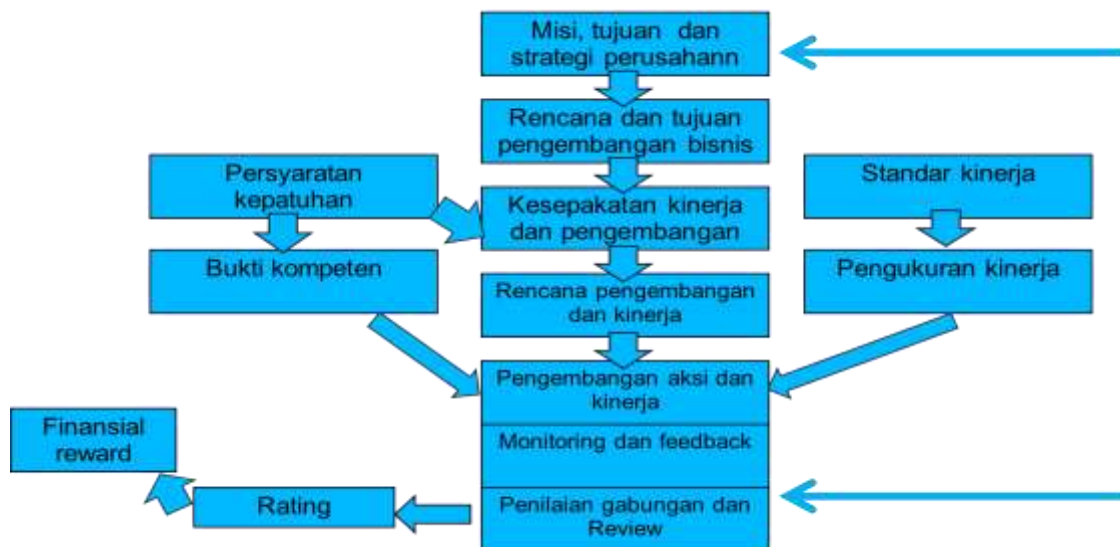 Misi, tujuan dan
strategi perusahann
Rencana dan tujuan
pengembangan bisnis
Persyaratan
kepatuhan
Standar kinerja
Kesepakatan kinerja
dan pengembangan
Bukti kompeten
Pengukuran kinerja
Rencana pengembangan
dan kinerja
Pengembangan aksi dan
kinerja
Finansial
reward
Monitoring dan feedback
Rating
Penilaian gabungan dan
Review